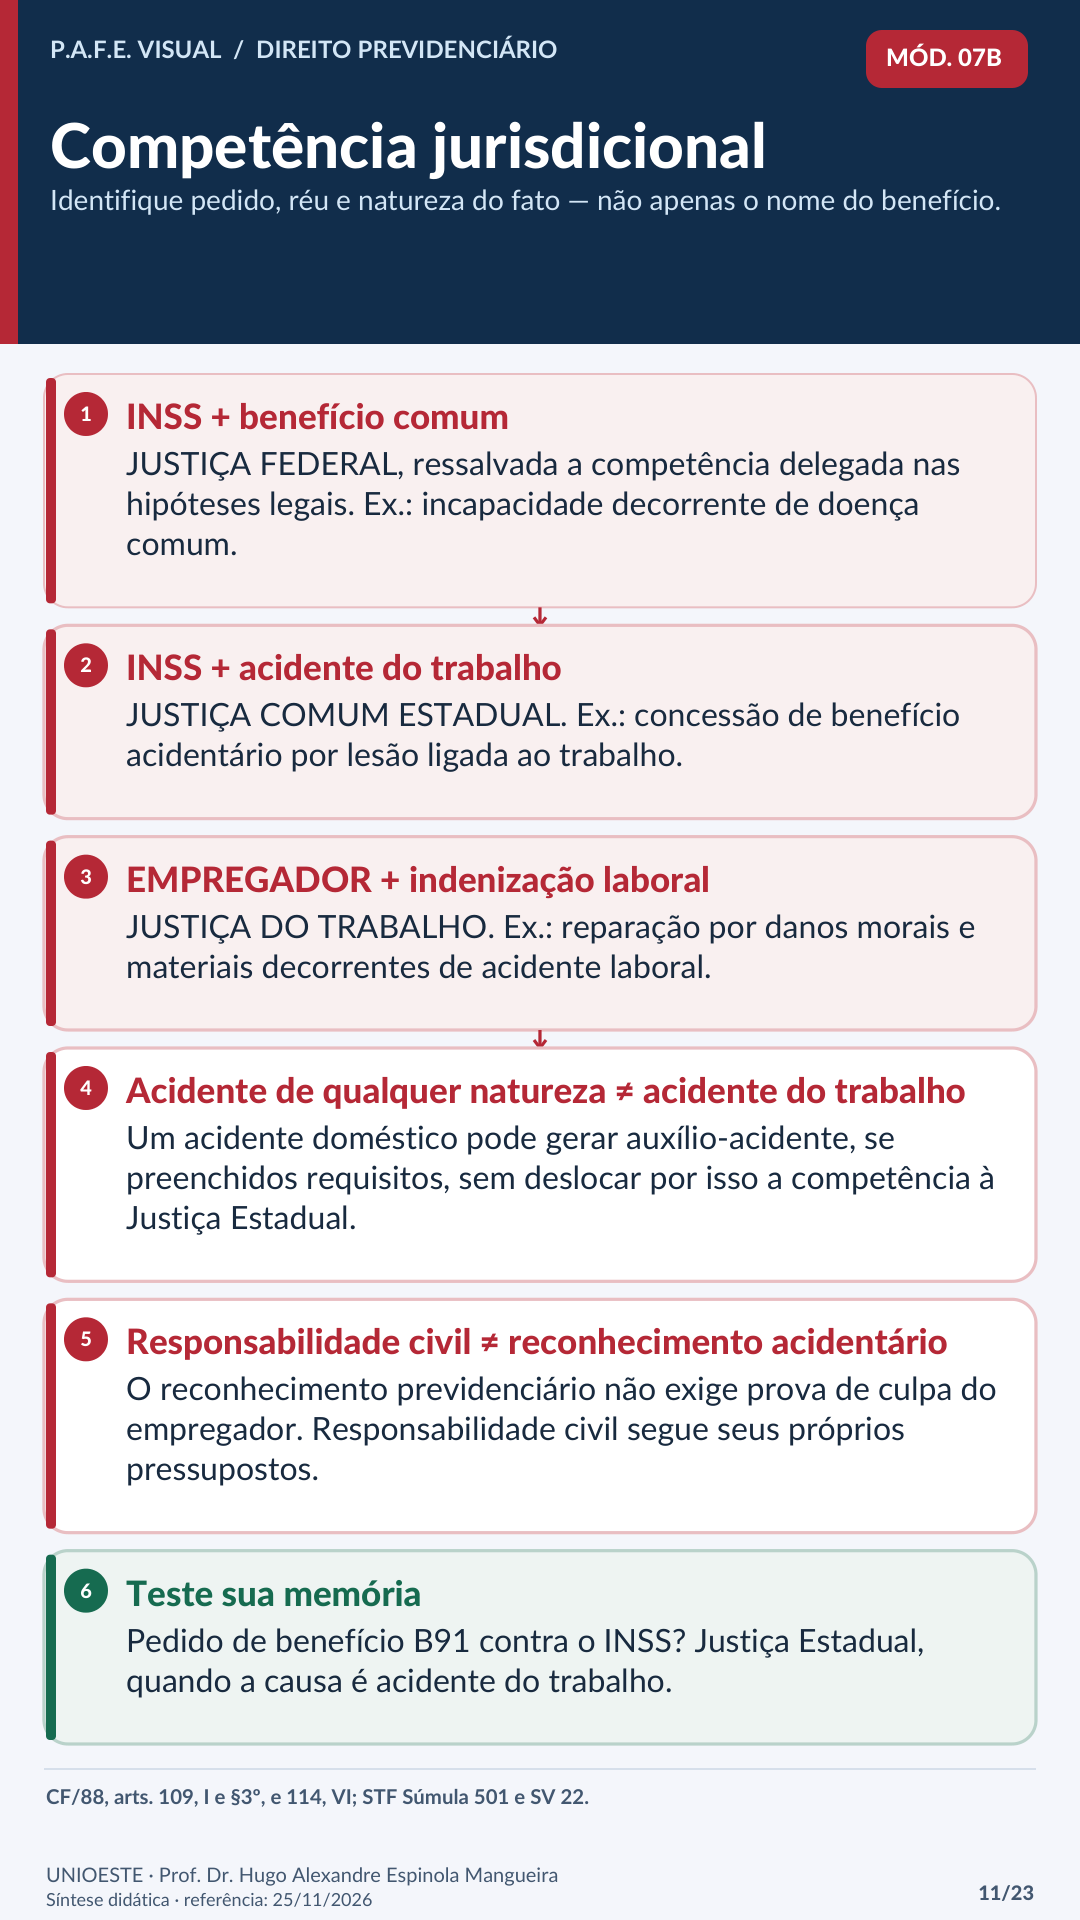 P.A.F.E. VISUAL / DIREITO PREVIDENCIÁRIO
MÓD. 07B
Competência jurisdicional
Identifique pedido, réu e natureza do fato — não apenas o nome do benefício.
1
INSS + benefício comum
JUSTIÇA FEDERAL, ressalvada a competência delegada nas
hipóteses legais. Ex.: incapacidade decorrente de doença
comum.
↓
2
INSS + acidente do trabalho
JUSTIÇA COMUM ESTADUAL. Ex.: concessão de benefício
acidentário por lesão ligada ao trabalho.
3
EMPREGADOR + indenização laboral
JUSTIÇA DO TRABALHO. Ex.: reparação por danos morais e
materiais decorrentes de acidente laboral.
↓
4
Acidente de qualquer natureza ≠ acidente do trabalho
Um acidente doméstico pode gerar auxílio-acidente, se
preenchidos requisitos, sem deslocar por isso a competência à
Justiça Estadual.
5
Responsabilidade civil ≠ reconhecimento acidentário
O reconhecimento previdenciário não exige prova de culpa do
empregador. Responsabilidade civil segue seus próprios
pressupostos.
6
Teste sua memória
Pedido de benefício B91 contra o INSS? Justiça Estadual,
quando a causa é acidente do trabalho.
CF/88, arts. 109, I e §3º, e 114, VI; STF Súmula 501 e SV 22.
UNIOESTE · Prof. Dr. Hugo Alexandre Espinola Mangueira
Síntese didática · referência: 25/11/2026
11/23